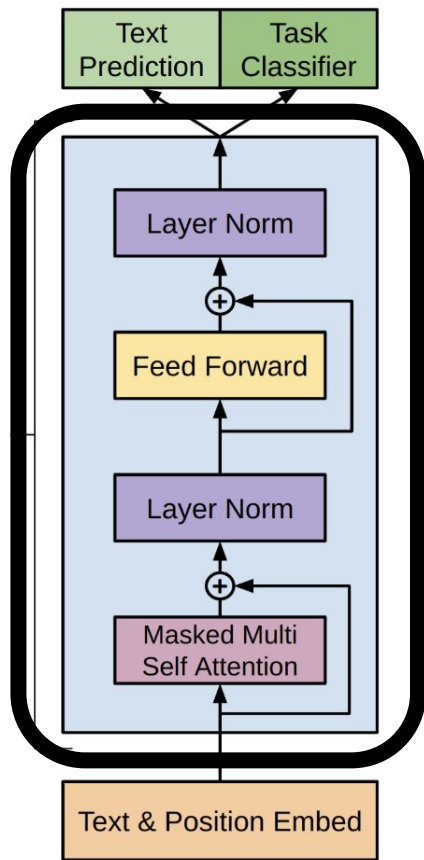 Text
Prediction
Task
Classifier
Layer Norm
+
Feed Forward
Layer Norm
+
Masked Multi
Self Attention
Text & Position Embed